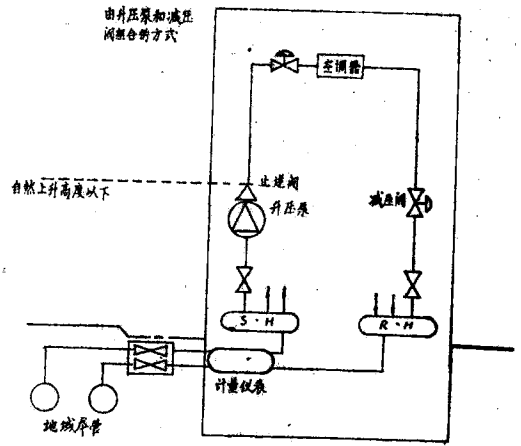 由升压泵和减压
阀组合的方式
空调器
自然上升高度以下
止逆阀
升压泵
减压阀
S·H
R·H
计量仪表
地域导管